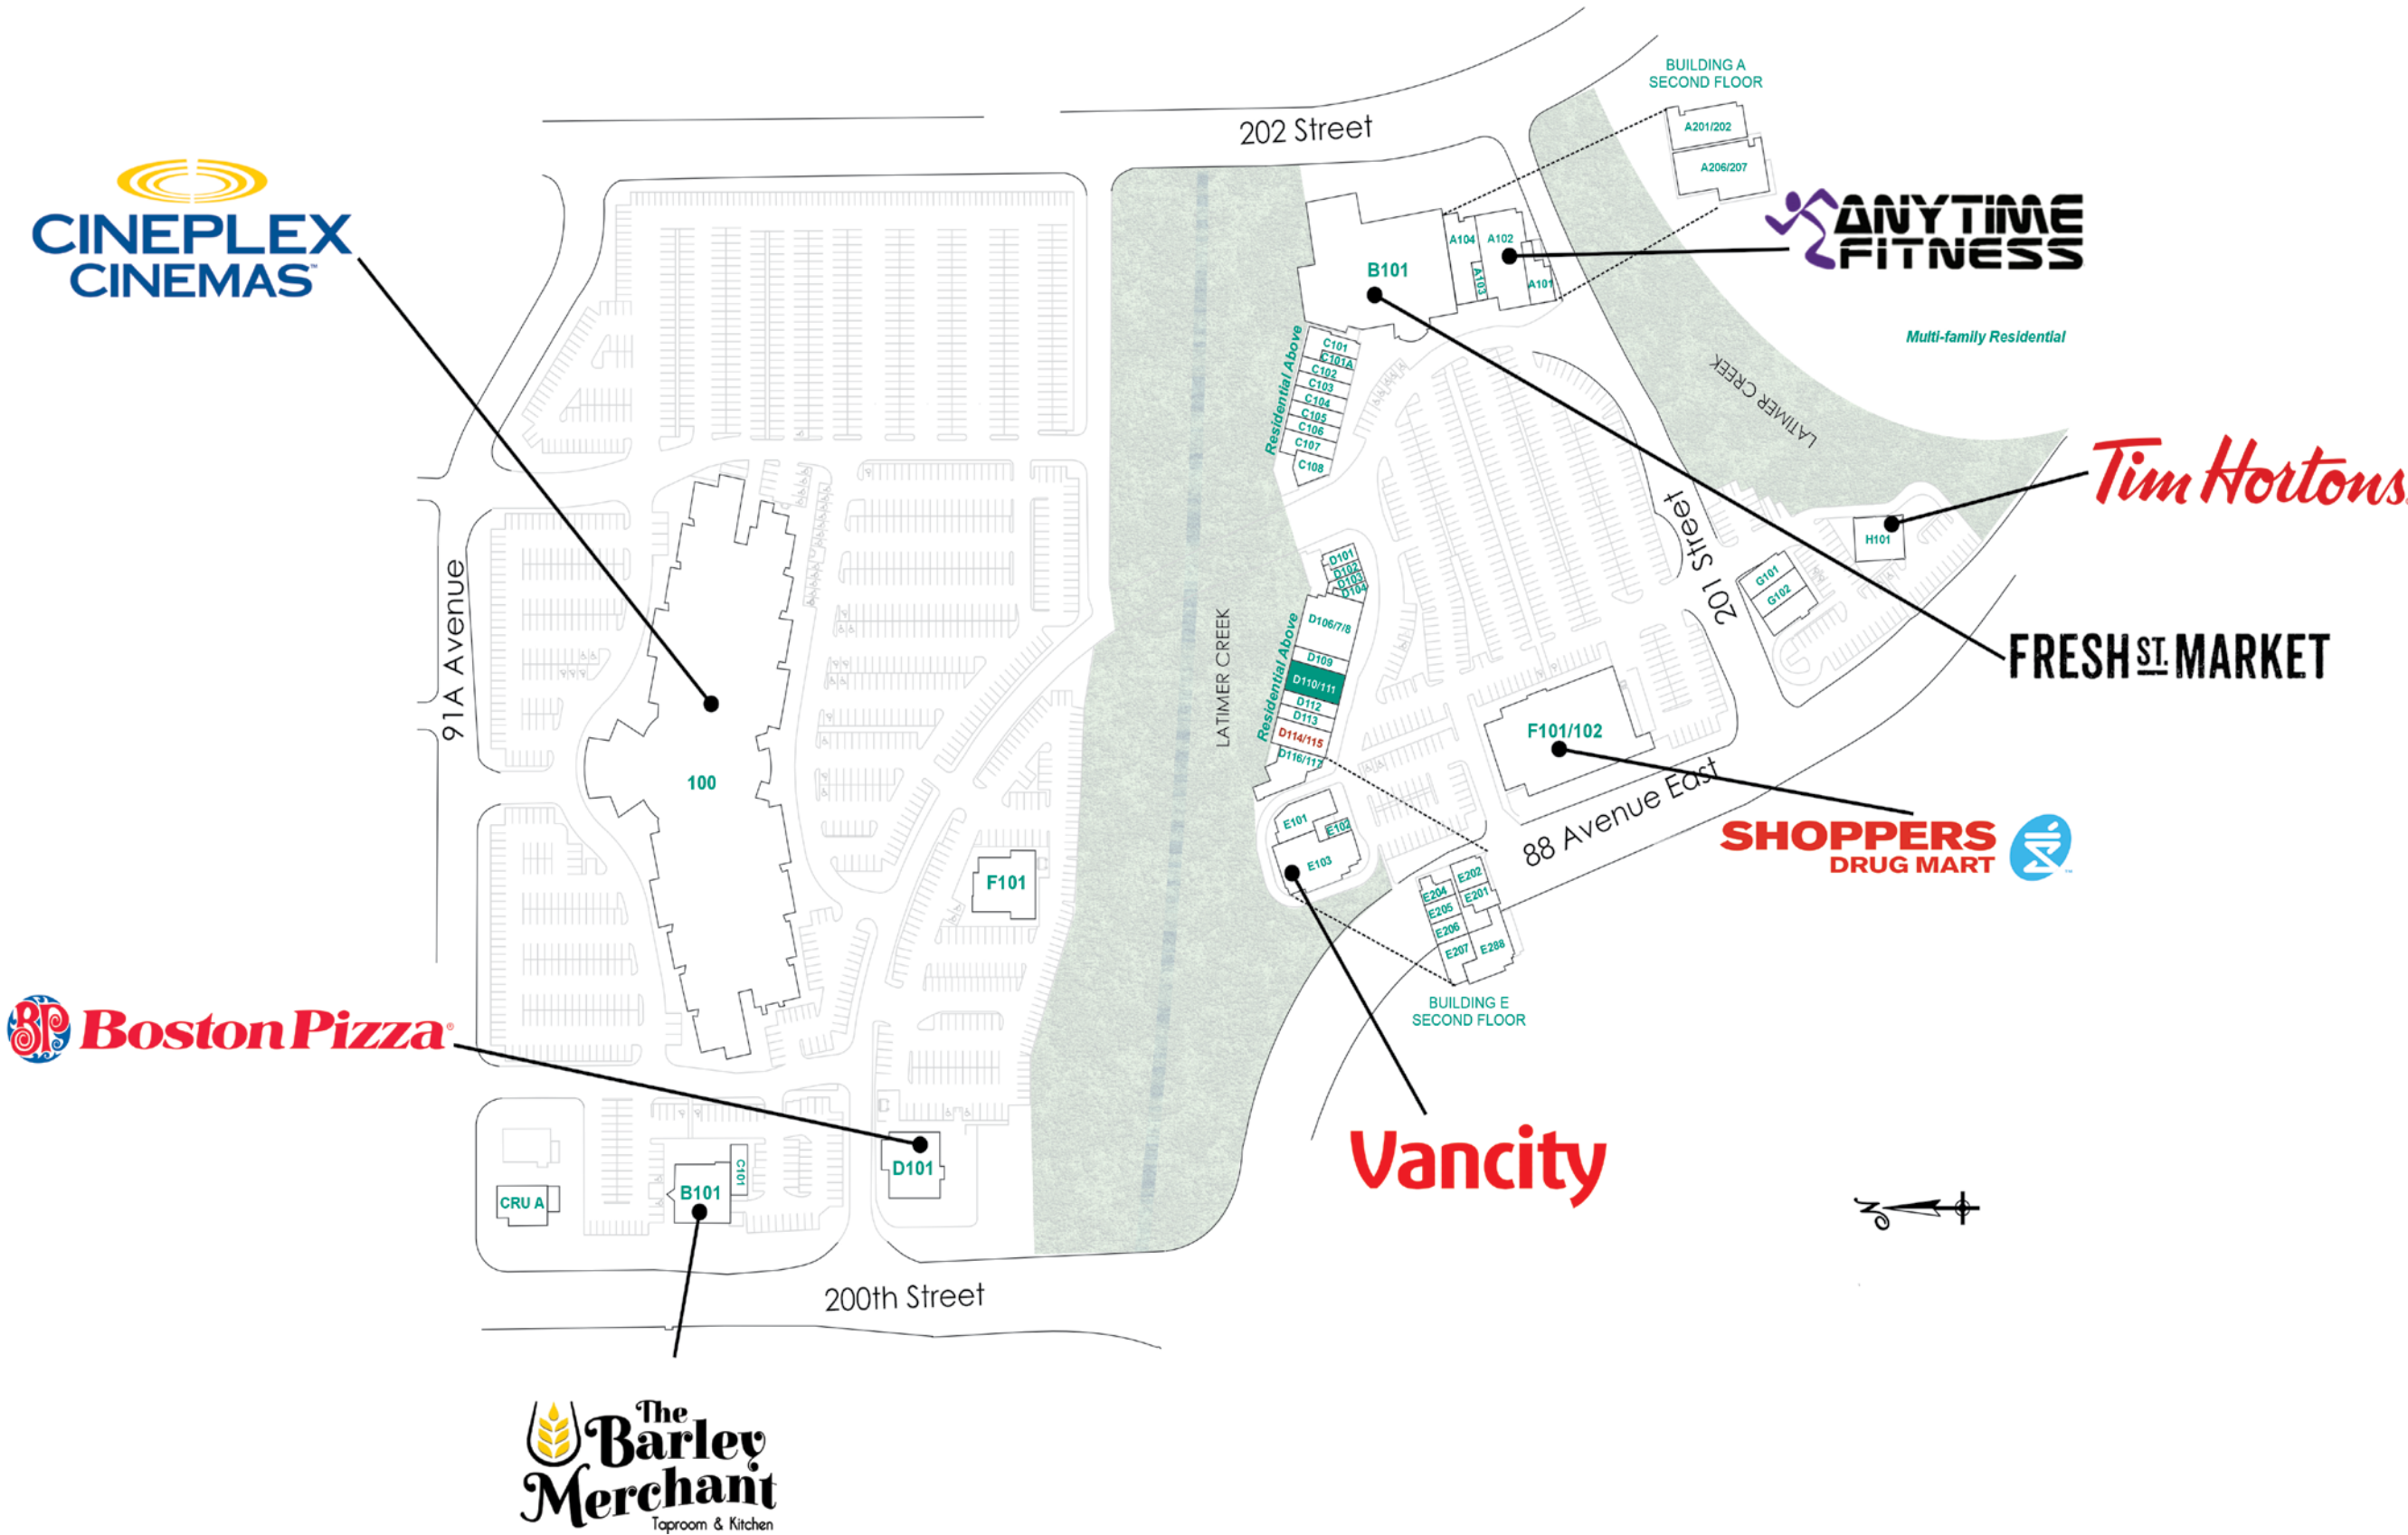 BUILDING A
SECOND FLOOR
A201/202
A206/207
202 Street
CINEPLEX
CINEMAS™
ANYTIME
FITNESS
A104
A102
A103
A101
B101
Multi-family Residential
LATIMER CREEK
Residential Above
C101
C101A
C102
C103
C104
C105
C106
C107
C108
Tim Hortons
H101
G101
G102
201 Street
91A Avenue
LATIMER CREEK
D101
D102
D103
D104
D106/7/8
Residential Above
D109
D110/111
D112
D113
D114/115
D116/117
FRESH ST. MARKET
F101/102
100
88 Avenue East
SHOPPERS
DRUG MART
E101
E102
E103
F101
E202
E204
E201
E205
E206
E207
E288
BUILDING E
SECOND FLOOR
BP Boston Pizza®
D101
Vancity
C101
B101
CRU A
N
200th Street
The
Barley
Merchant
Taproom & Kitchen